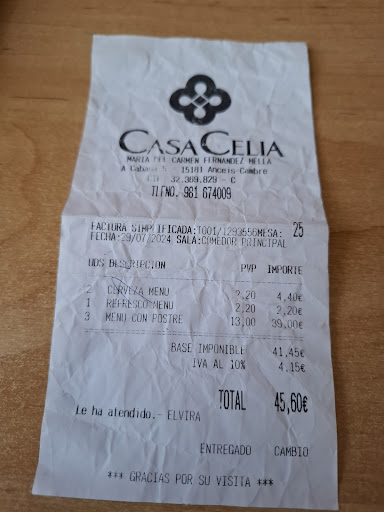 CASA CELIA
MARIA DEL CARMEN FERNANDEZ MELLA
A Cabana 5 - 15181 Anceis-Cambre
32.369.829 - C
TLFNO. 981 674009
FACTURA SIMPLIFICADA:T001/1293656MESA: 25
FECHA:29/07/2024 SALA:COMEDOR PRINCIPAL
UDS DESCRIPCION PVP IMPORTE
2 CERVEZA MENU 2,20 4,40€
1 REFRESCO MENU 2,20 2,20€
3 MENU CON POSTRE 13,00 39,00€
BASE IMPONIBLE 41,45€
IVA AL 10% 4,15€
TOTAL 45,60€
Le ha atendido.- ELVIRA
ENTREGADO CAMBIO
*** GRACIAS POR SU VISITA ***